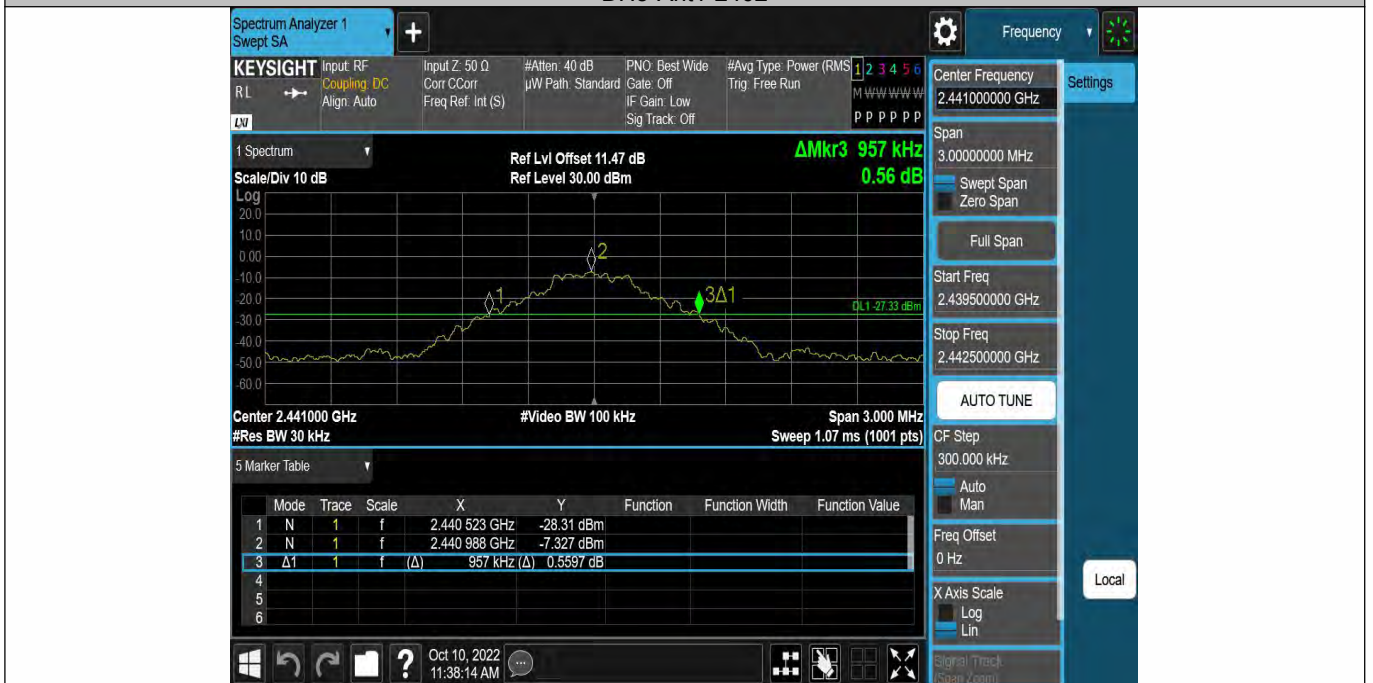 Spectrum Analyzer 1
Swept SA
+
Frequency
KEYSIGHT
RL
LXI
Input: RF
Coupling: DC
Align: Auto
Input Z: 50 Ω
Corr CCorr
Freq Ref: Int (S)
#Atten: 40 dB
µW Path: Standard
PNO: Best Wide
Gate: Off
IF Gain: Low
Sig Track: Off
#Avg Type: Power (RMS
Trig: Free Run
1 2 3 4 5 6
M W W W W W
P P P P P P
Center Frequency
2.441000000 GHz
Settings
Span
3.00000000 MHz
Swept Span
Zero Span
Full Span
Start Freq
2.439500000 GHz
Stop Freq
2.442500000 GHz
AUTO TUNE
CF Step
300.000 kHz
Auto
Man
Freq Offset
0 Hz
X Axis Scale
Log
Lin
Signal Track
(Span Zoom)
Local
1 Spectrum
Scale/Div 10 dB
Ref Lvl Offset 11.47 dB
Ref Level 30.00 dBm
ΔMkr3 957 kHz
0.56 dB
Log
20.0
10.0
0.00
-10.0
-20.0
-30.0
-40.0
-50.0
-60.0
1
2
3Δ1
DL1 -27.33 dBm
Center 2.441000 GHz
#Res BW 30 kHz
#Video BW 100 kHz
Span 3.000 MHz
Sweep 1.07 ms (1001 pts)
5 Marker Table
Mode Trace Scale X Y Function Function Width Function Value
1 N 1 f 2.440 523 GHz -28.31 dBm
2 N 1 f 2.440 988 GHz -7.327 dBm
3 Δ1 1 f (Δ) 957 kHz (Δ) 0.5597 dB
4
5
6
?
Oct 10, 2022
11:38:14 AM